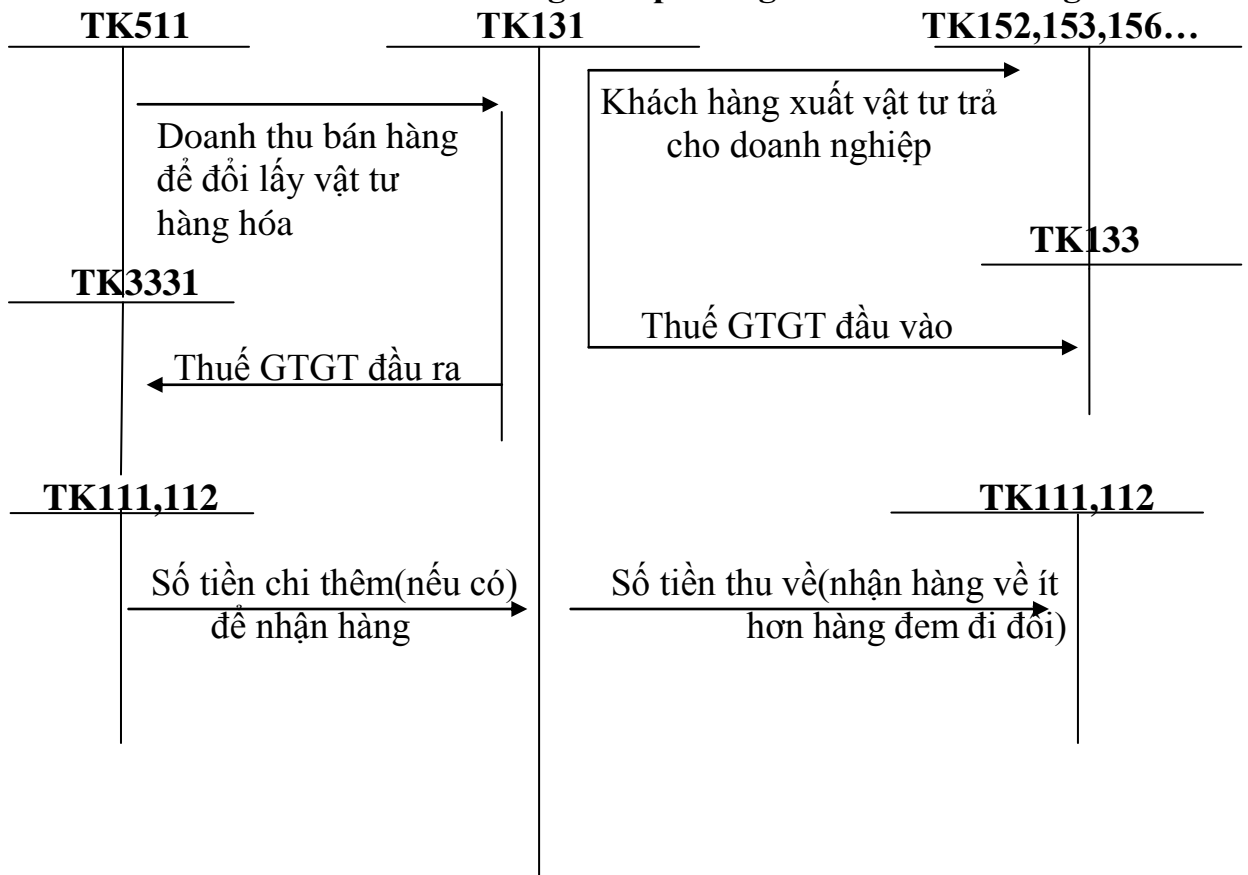 TK511
TK131
TK152,153,156…
Doanh thu bán hàng
để đổi lấy vật tư
hàng hóa
Khách hàng xuất vật tư trả
cho doanh nghiệp
TK133
TK3331
Thuế GTGT đầu vào
Thuế GTGT đầu ra
TK111,112
TK111,112
Số tiền chi thêm(nếu có)
để nhận hàng
Số tiền thu về(nhận hàng về ít
hơn hàng đem đi đổi)